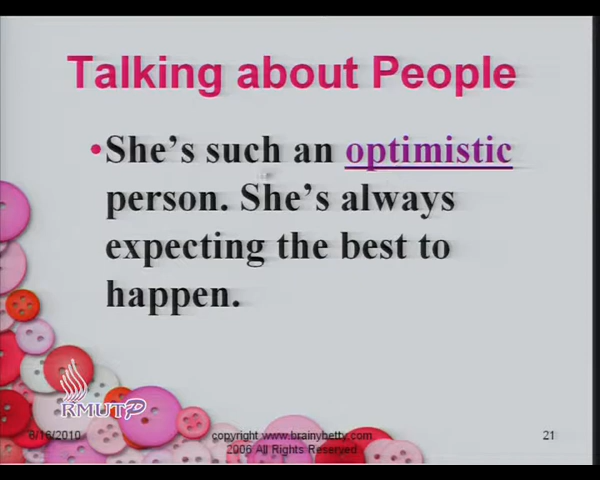 Talking about People
•She's such an optimistic
person. She's always
expecting the best to
happen.
RMUTP
6/16/2010
copyright www.brainybetty.com
2006 All Rights Reserved
21